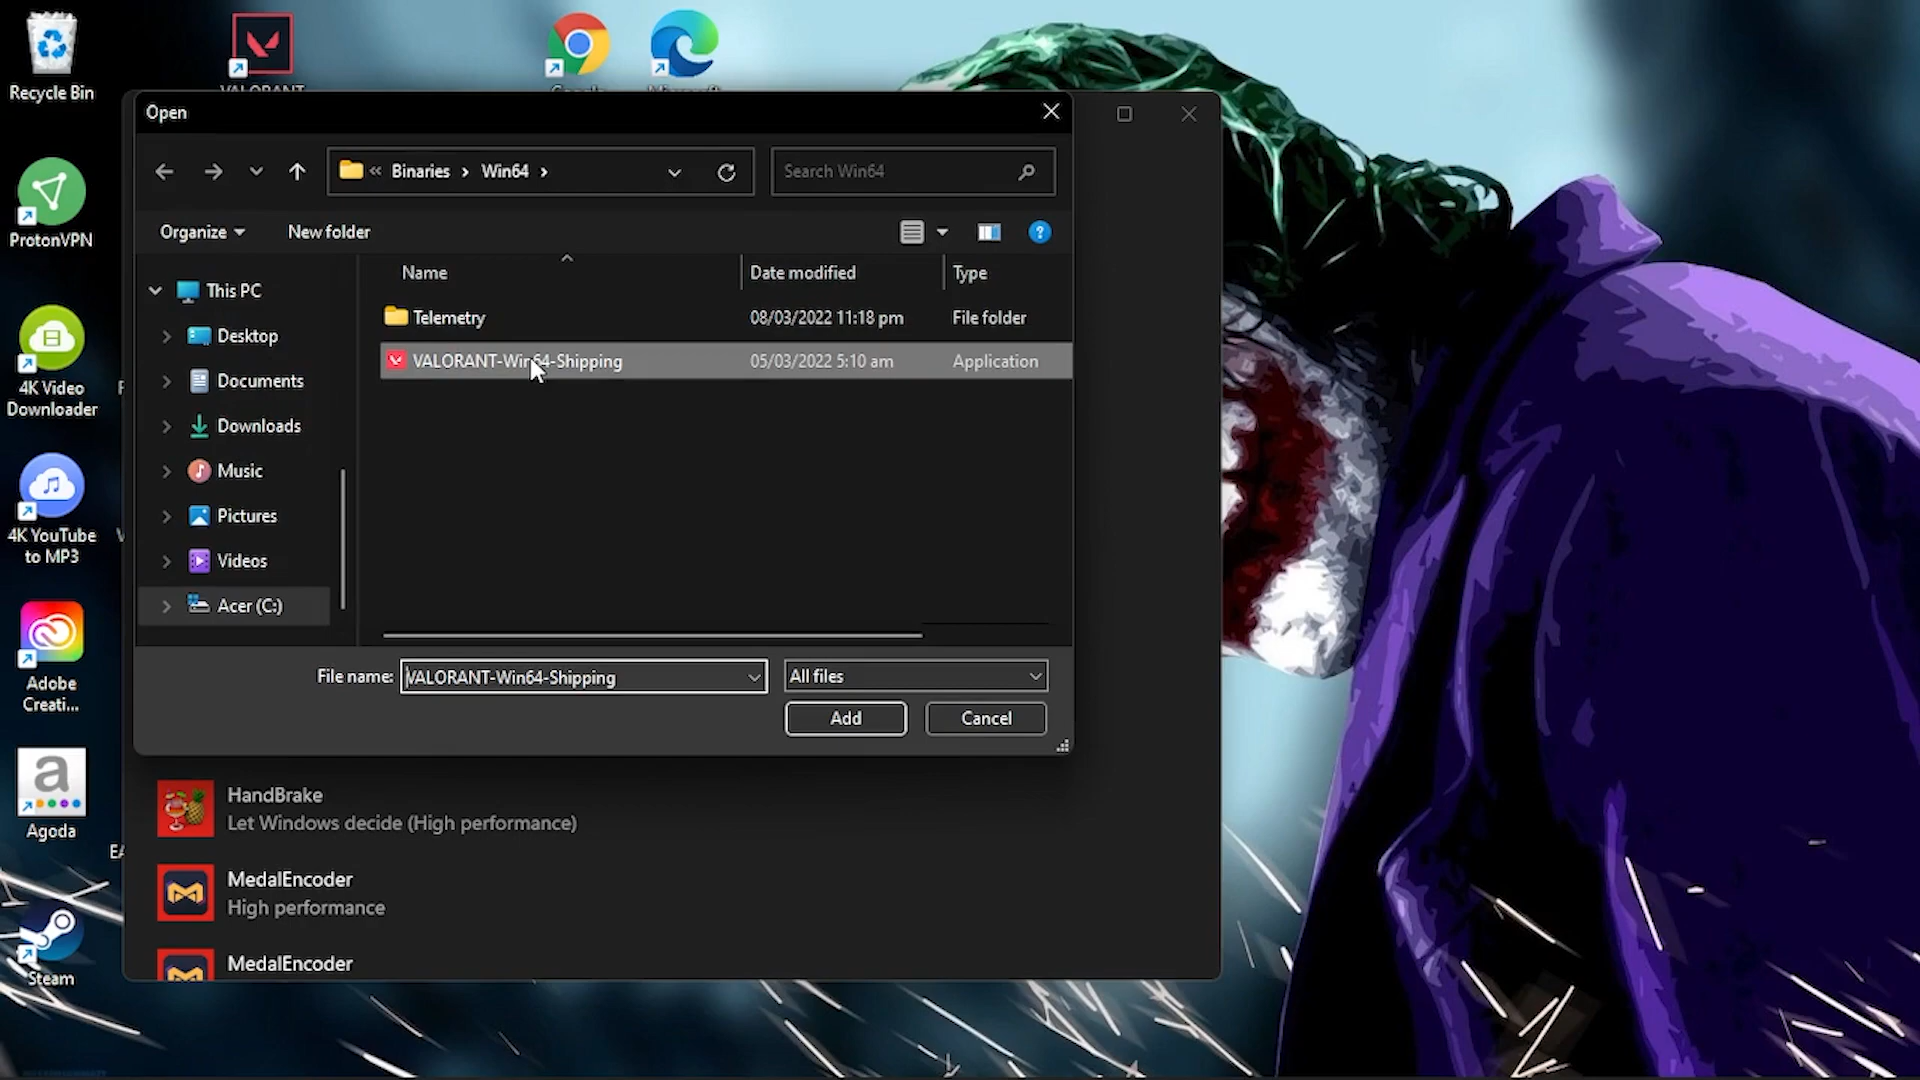 Recycle Bin
VALORANT
Google
Microsoft
ProtonVPN
4K Video
Downloader
4K YouTube
to MP3
Adobe
Creati...
a
Agoda
EA
Steam
Open
« Binaries › Win64 ›
Search Win64
Organize
New folder
?
Name
Date modified
Type
Telemetry
08/03/2022 11:18 pm
File folder
VALORANT-Win64-Shipping
05/03/2022 5:10 am
Application
This PC
Desktop
Documents
Downloads
Music
Pictures
Videos
Acer (C:)
File name:
VALORANT-Win64-Shipping
All files
Add
Cancel
HandBrake
Let Windows decide (High performance)
MedalEncoder
High performance
MedalEncoder